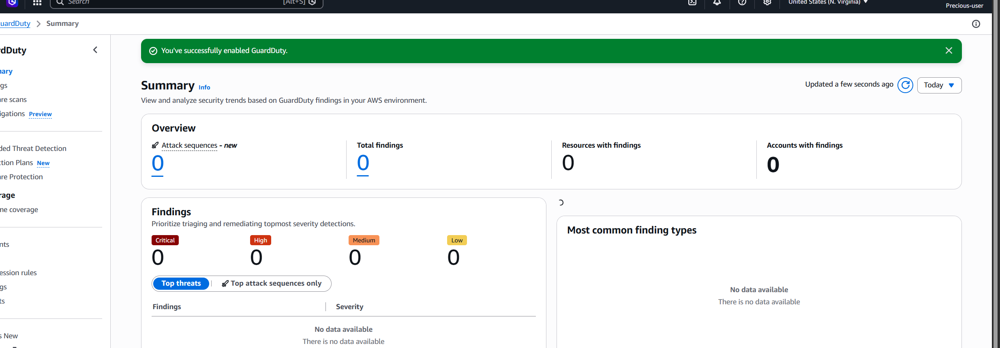 Search [Alt+S] United States (N. Virginia) Precious-user
uardDuty Summary
rdDuty
You've successfully enabled GuardDuty.
mary
gs
are scans
igations Preview
ded Threat Detection
ction Plans New
are Protection
rage
me coverage
nts
ession rules
gs
ts
s New
Summary Info
Updated a few seconds ago Today
View and analyze security trends based on GuardDuty findings in your AWS environment.
Overview
Attack sequences - new
0
Total findings
0
Resources with findings
0
Accounts with findings
0
Findings
Prioritize triaging and remediating topmost severity detections.
Critical High Medium Low
0 0 0 0
Top threats Top attack sequences only
Findings Severity
No data available
There is no data available
Most common finding types
No data available
There is no data available